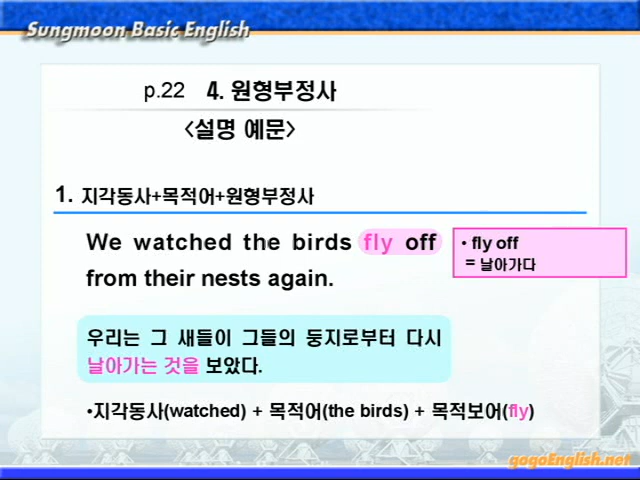 Sungmoon Basic English
p.22 4. 원형부정사
<설명 예문>
1. 지각동사+목적어+원형부정사
We watched the birds fly off
from their nests again.
• fly off
= 날아가다
우리는 그 새들이 그들의 둥지로부터 다시
날아가는 것을 보았다.
•지각동사(watched) + 목적어(the birds) + 목적보어(fly)
gogoEnglish.net